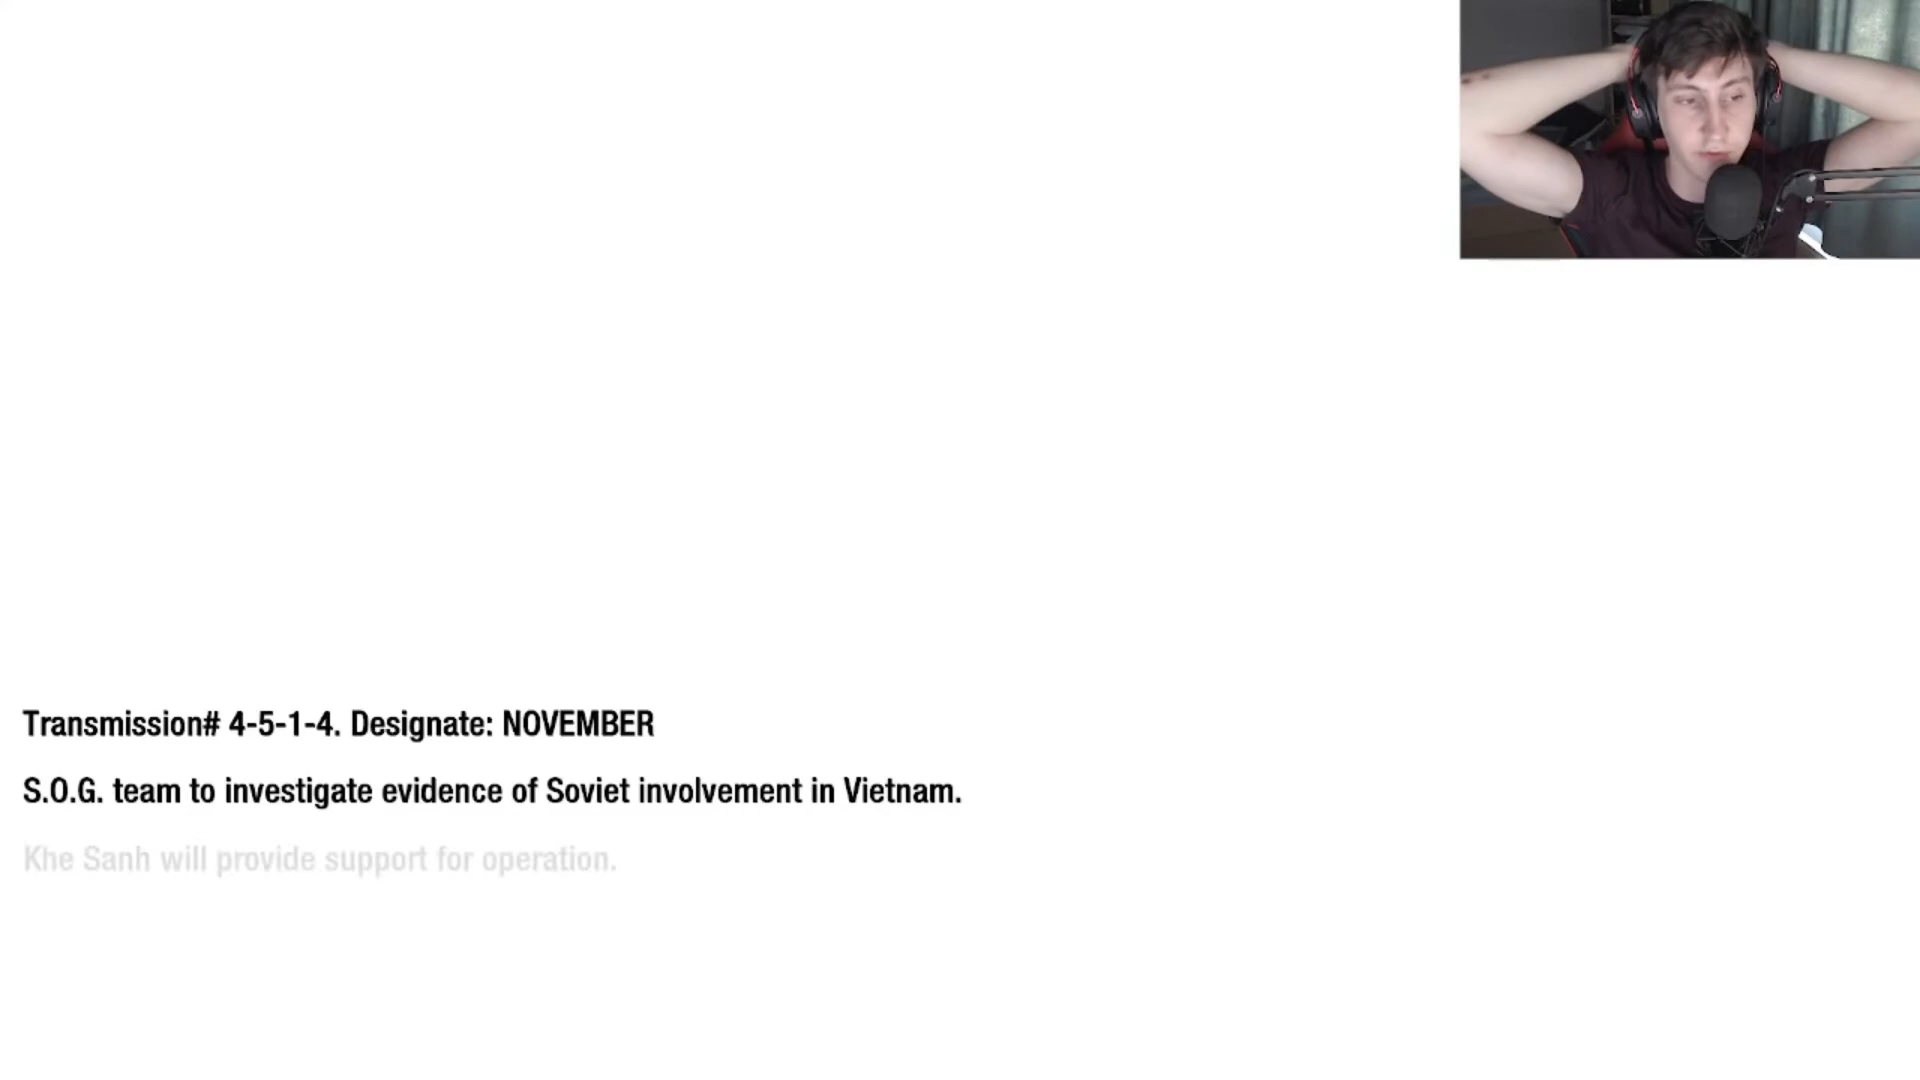 Transmission# 4-5-1-4. Designate: NOVEMBER
S.O.G. team to investigate evidence of Soviet involvement in Vietnam.
Khe Sanh will provide support for operation.